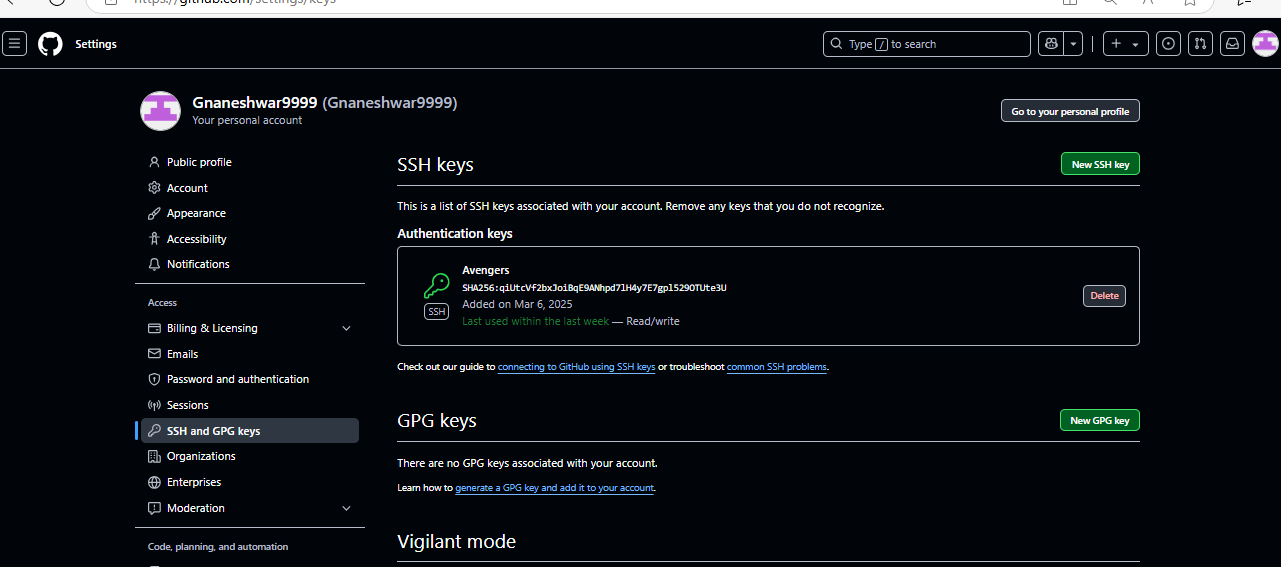 https://github.com/settings/keys
Settings
Type / to search
Gnaneshwar9999 (Gnaneshwar9999)
Your personal account
Go to your personal profile
Public profile
Account
Appearance
Accessibility
Notifications
Access
Billing & Licensing
Emails
Password and authentication
Sessions
SSH and GPG keys
Organizations
Enterprises
Moderation
Code, planning, and automation
SSH keys
New SSH key
This is a list of SSH keys associated with your account. Remove any keys that you do not recognize.
Authentication keys
Avengers
SHA256:qiUtcVf2bxJoiBqE9ANhpd7lH4y7E7gpl529OTUte3U
SSH
Added on Mar 6, 2025
Last used within the last week — Read/write
Delete
Check out our guide to connecting to GitHub using SSH keys or troubleshoot common SSH problems.
GPG keys
New GPG key
There are no GPG keys associated with your account.
Learn how to generate a GPG key and add it to your account.
Vigilant mode